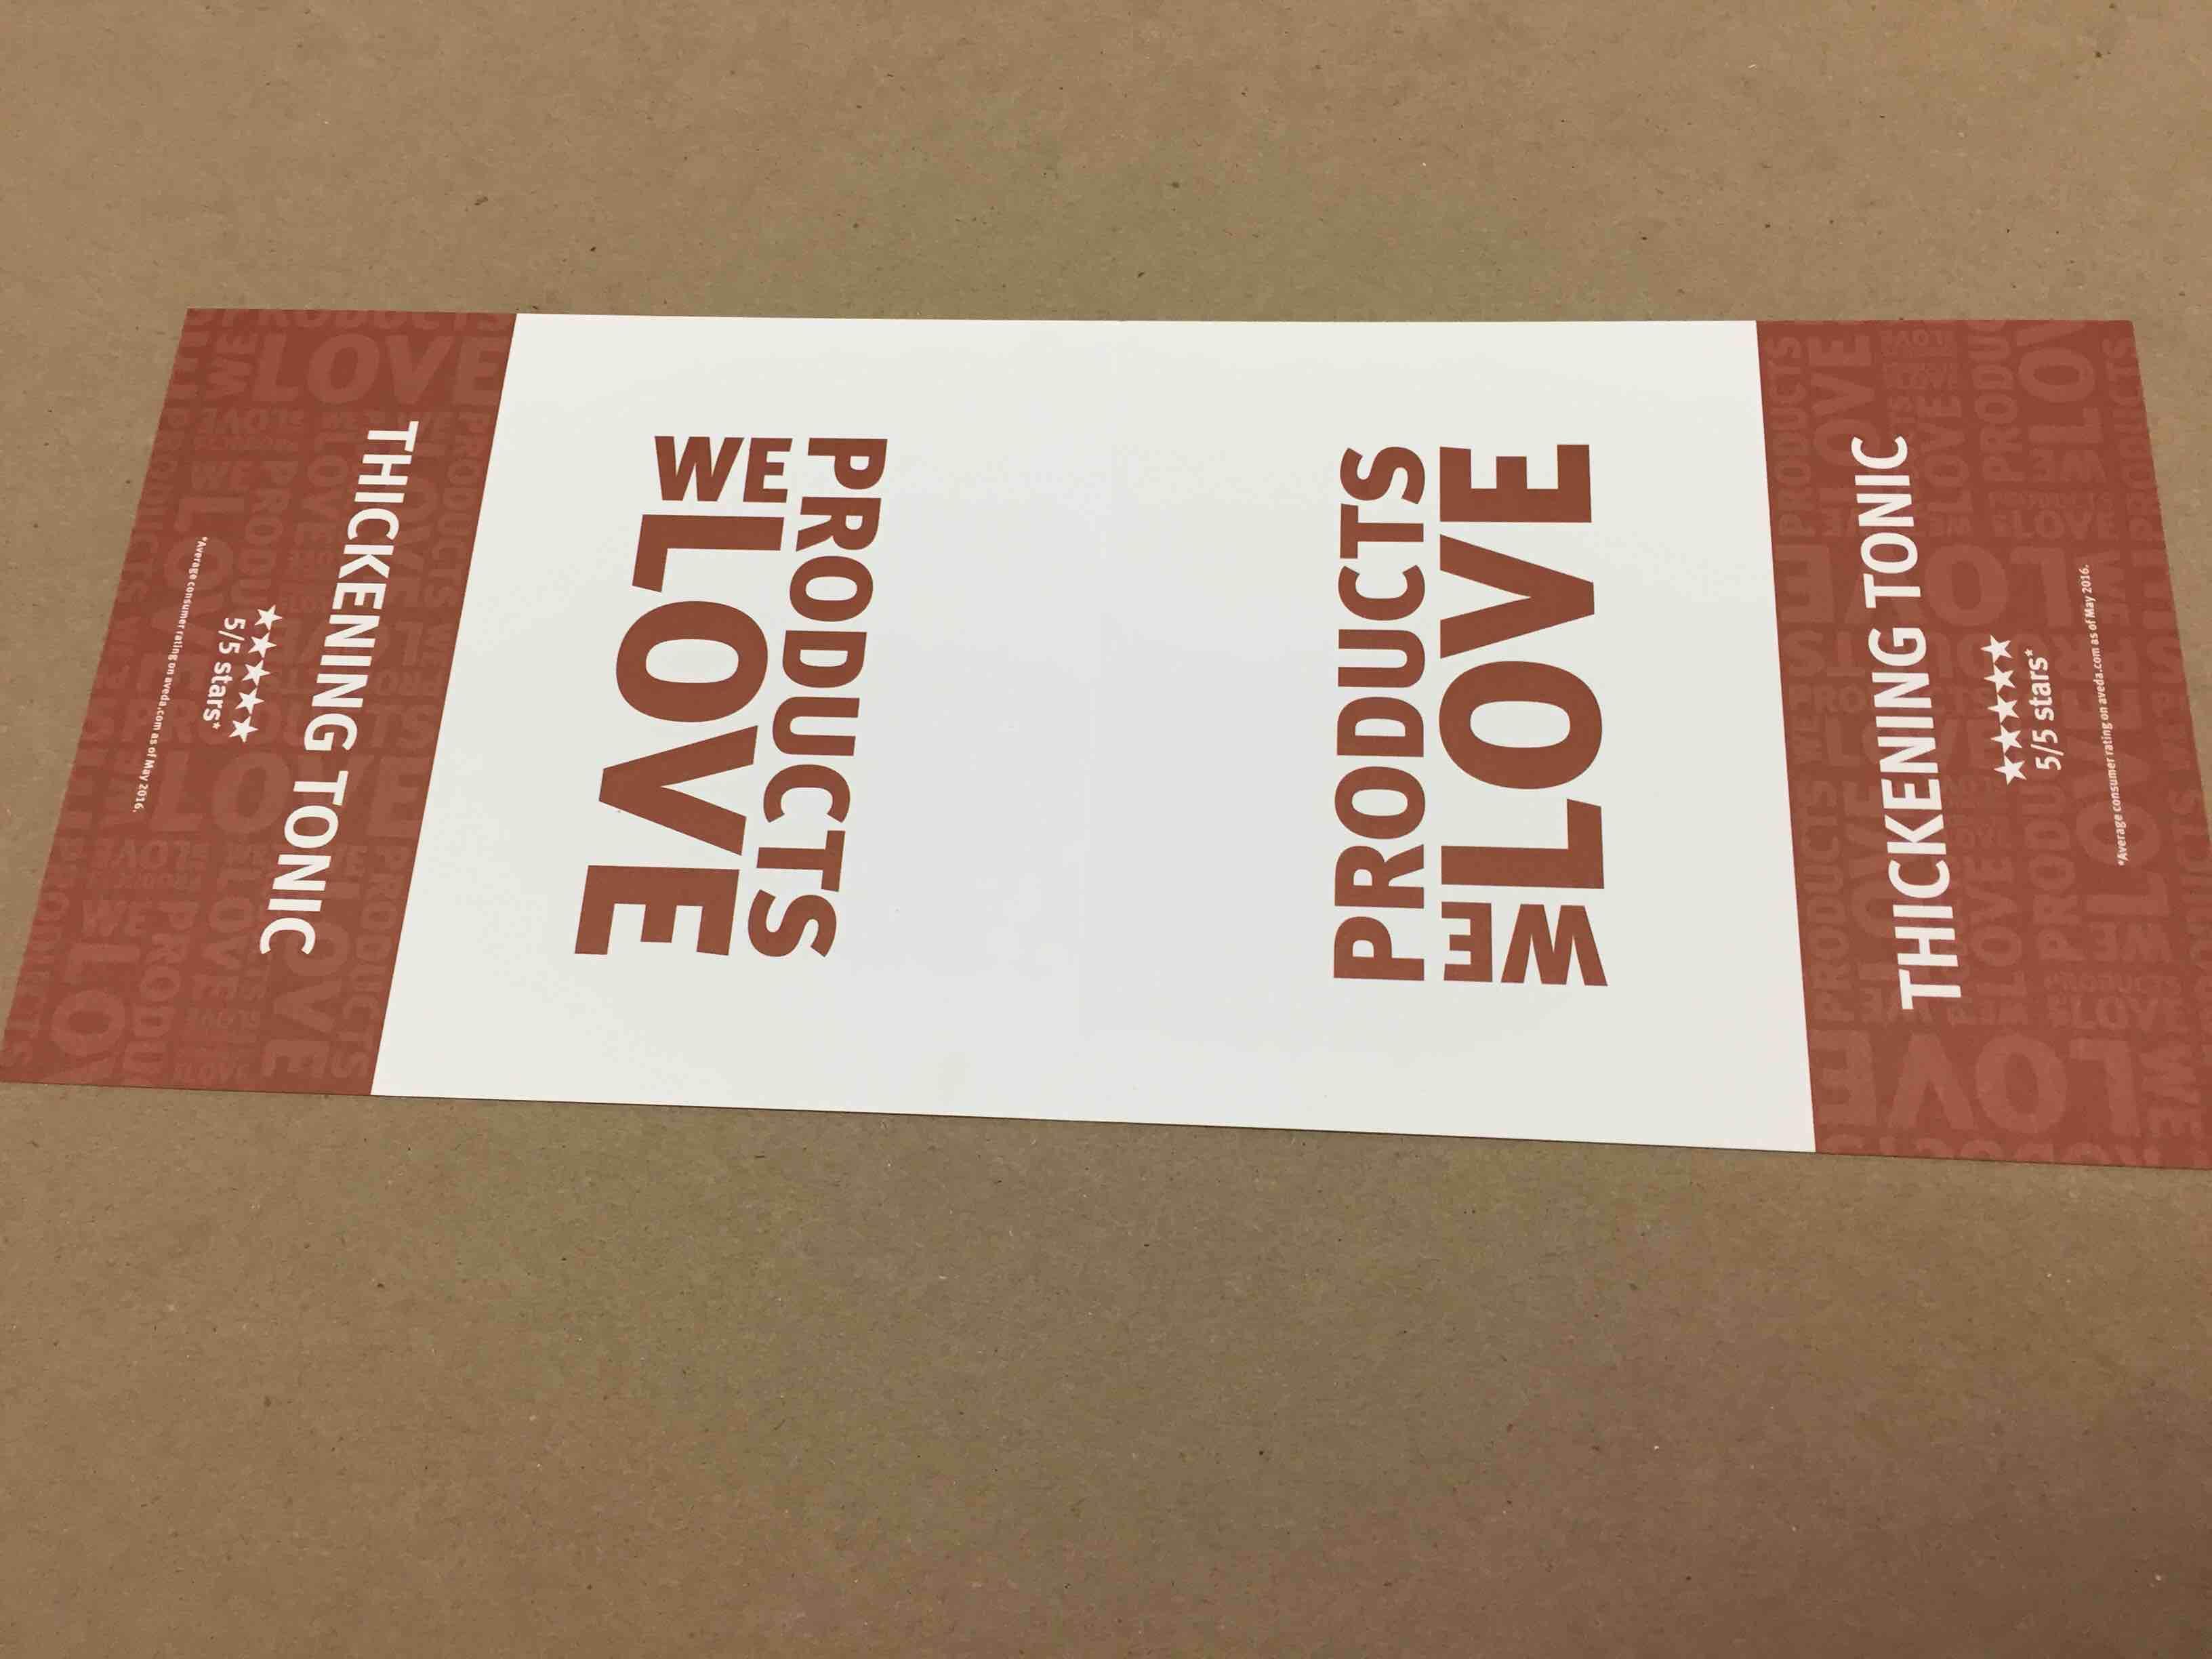 PRODUCTS
WE LOVE
THICKENING TONIC
★★★★★
5/5 stars*
*Average consumer rating on aveda.com as of May 2016.
PRODUCTS
WE LOVE
THICKENING TONIC
★★★★★
5/5 stars*
*Average consumer rating on aveda.com as of May 2016.